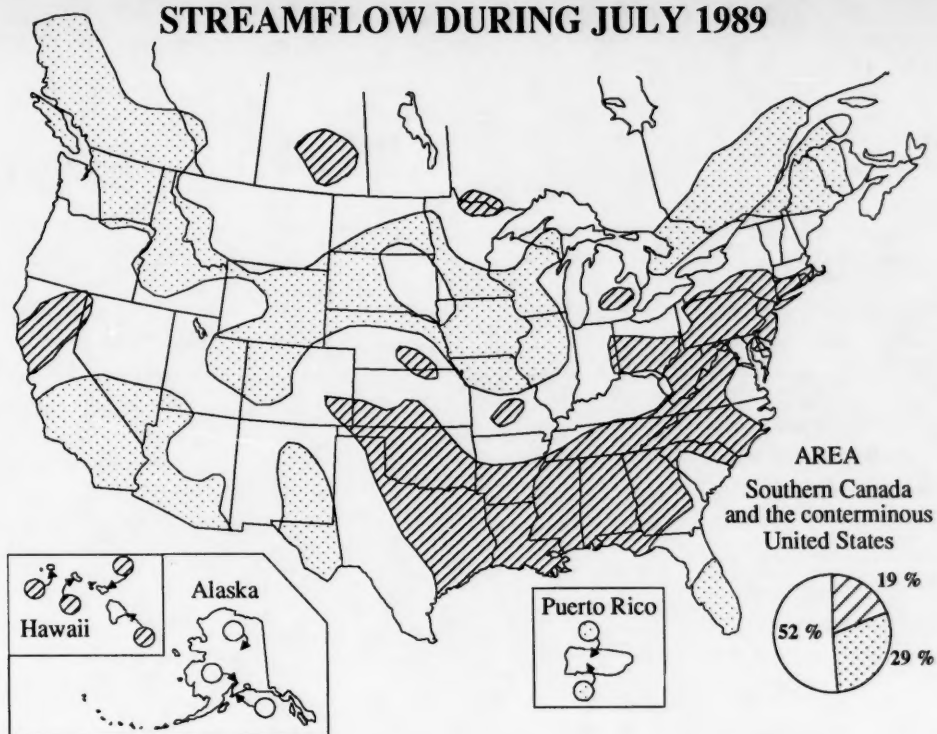 STREAMFLOW DURING JULY 1989
AREA
Southern Canada
and the conterminous
United States
19 %
52 %
29 %
Hawaii
Alaska
Puerto Rico